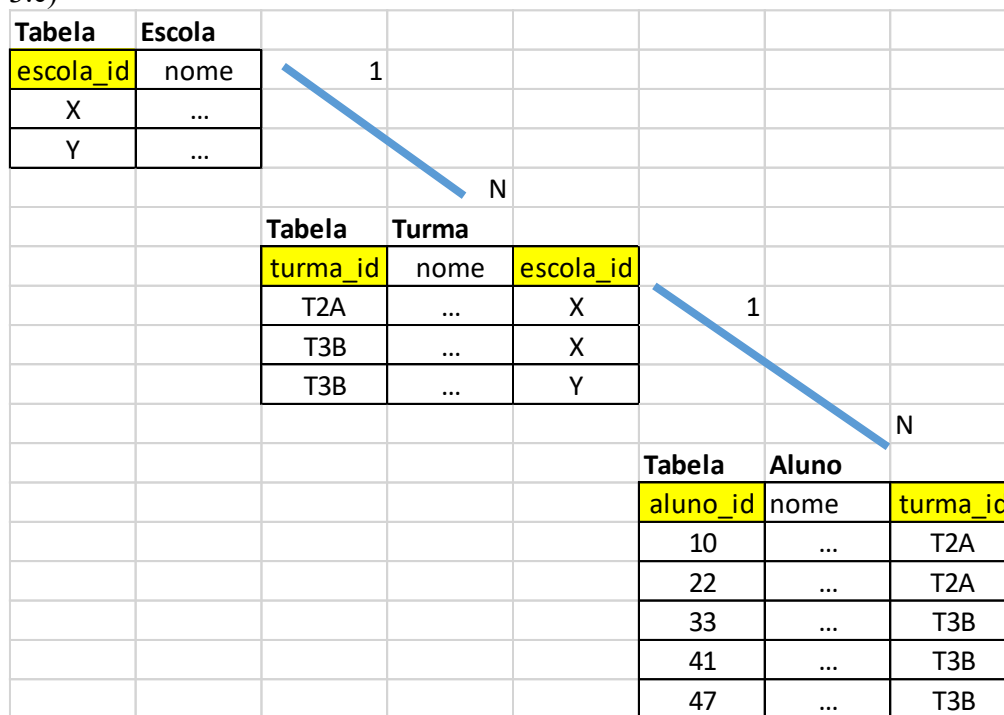 Tabela Escola
escola_id nome 1
X ...
Y ...
N
Tabela Turma
turma_id nome escola_id
T2A ... X 1
T3B ... X
T3B ... Y
N
Tabela Aluno
aluno_id nome turma_id
10 ... T2A
22 ... T2A
33 ... T3B
41 ... T3B
47 ... T3B